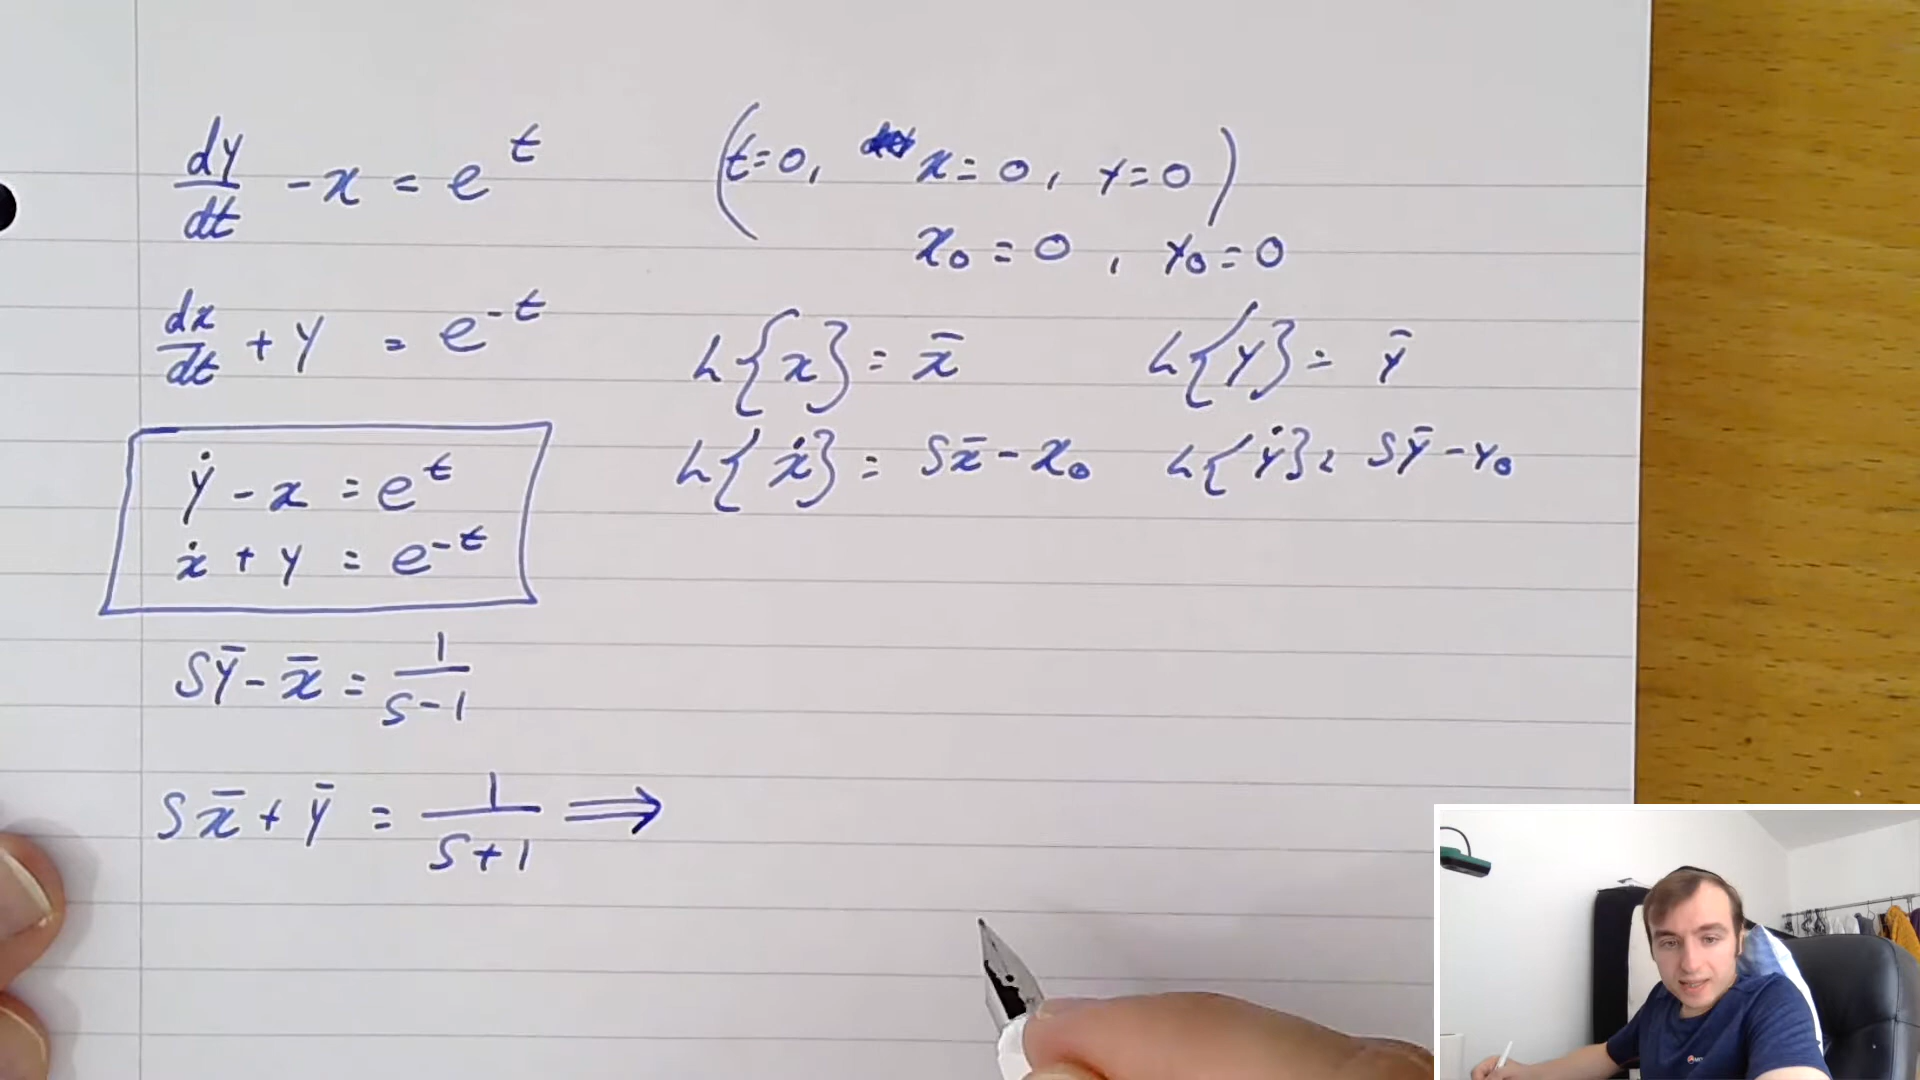 dy/dt - x = e^t (t=0, x=0, y=0)
x₀ = 0, y₀ = 0
dx/dt + y = e^-t
L{x} = x̄ L{y} = ȳ
L{ẋ} = sx̄ - x₀ L{ẏ} = sȳ - y₀
ẏ - x = e^t
ẋ + y = e^-t
sȳ - x̄ = 1/(s-1)
sx̄ + ȳ = 1/(s+1) ⟹